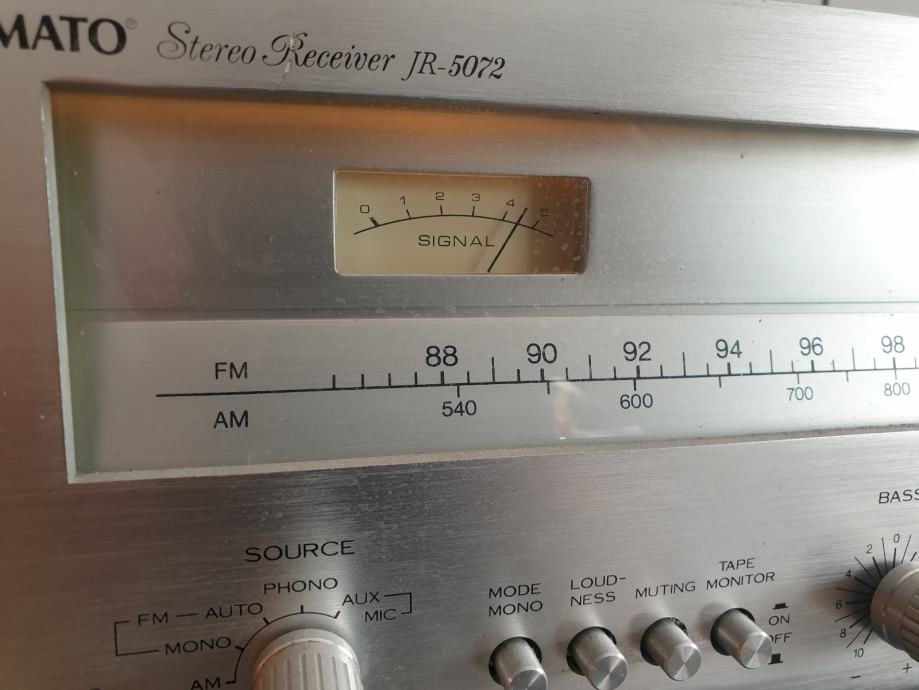 MATO® Stereo Receiver JR-5072
0 1 2 3 4 5
SIGNAL
FM 88 90 92 94 96 98
AM 540 600 700 800
SOURCE
PHONO
FM AUTO AUX
MONO MIC
AM
MODE MONO
LOUD-NESS
MUTING
TAPE MONITOR
ON
OFF
BASS
0
2
4
6
8
10
- +